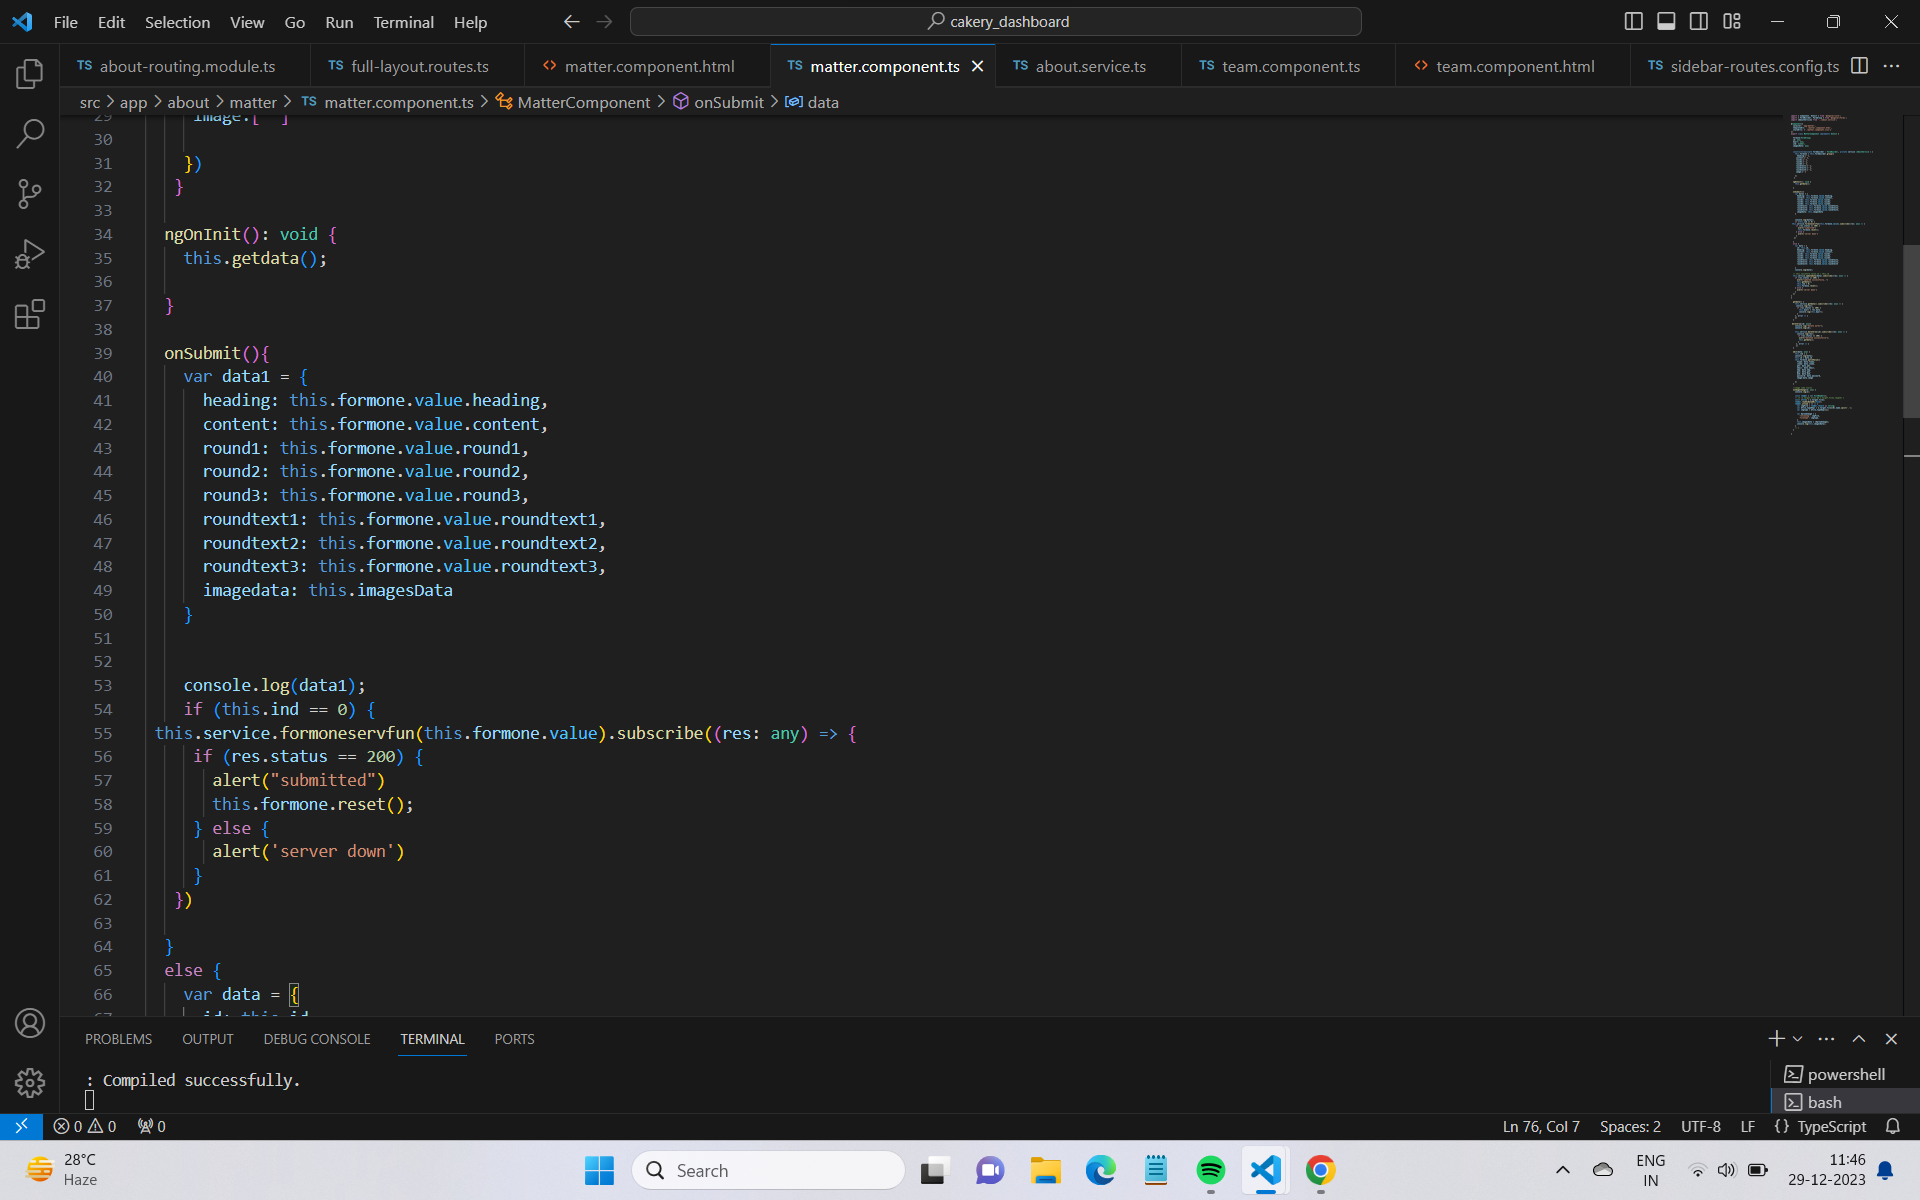 File Edit Selection View Go Run Terminal Help
cakery_dashboard
TS about-routing.module.ts
TS full-layout.routes.ts
<> matter.component.html
TS matter.component.ts
TS about.service.ts
TS team.component.ts
<> team.component.html
TS sidebar-routes.config.ts
src > app > about > matter > TS matter.component.ts > MatterComponent > onSubmit > data
29 image:[" "]
30
31 })
32 }
33
34 ngOnInit(): void {
35 this.getdata();
36
37 }
38
39 onSubmit(){
40 var data1 = {
41 heading: this.formone.value.heading,
42 content: this.formone.value.content,
43 round1: this.formone.value.round1,
44 round2: this.formone.value.round2,
45 round3: this.formone.value.round3,
46 roundtext1: this.formone.value.roundtext1,
47 roundtext2: this.formone.value.roundtext2,
48 roundtext3: this.formone.value.roundtext3,
49 imagedata: this.imagesData
50 }
51
52
53 console.log(data1);
54 if (this.ind == 0) {
55 this.service.formoneservfun(this.formone.value).subscribe((res: any) => {
56 if (res.status == 200) {
57 alert("submitted")
58 this.formone.reset();
59 } else {
60 alert('server down')
61 }
62 })
63
64 }
65 else {
66 var data = {
67 id: this.id
PROBLEMS OUTPUT DEBUG CONSOLE TERMINAL PORTS
: Compiled successfully.
powershell
bash
0 0 0
Ln 76, Col 7 Spaces: 2 UTF-8 LF {} TypeScript
28°C
Haze
Search
ENG
IN
11:46
29-12-2023